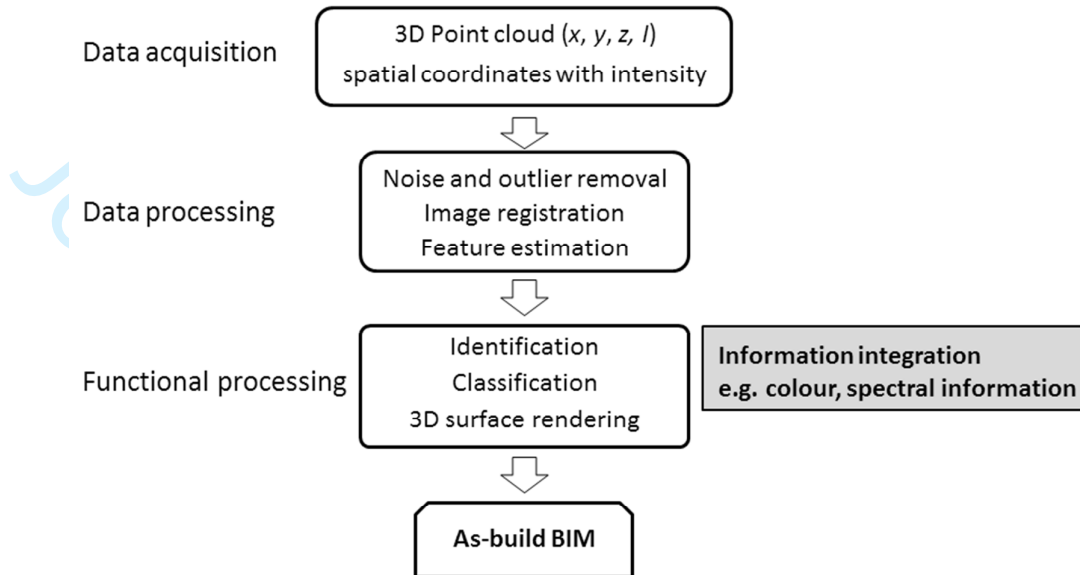 Data acquisition
3D Point cloud (x, y, z, I)
spatial coordinates with intensity
Data processing
Noise and outlier removal
Image registration
Feature estimation
Functional processing
Identification
Classification
3D surface rendering
Information integration
e.g. colour, spectral information
As-build BIM